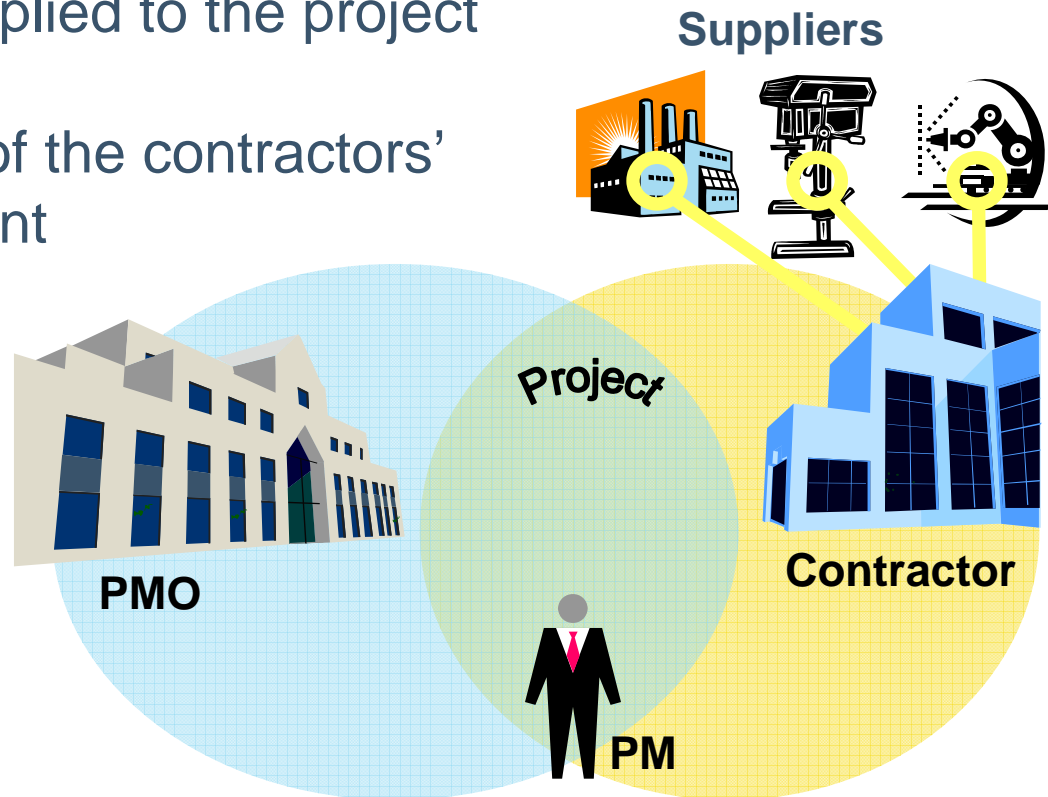 plied to the project
of the contractors’
nt
Suppliers
Project
PMO
Contractor
PM